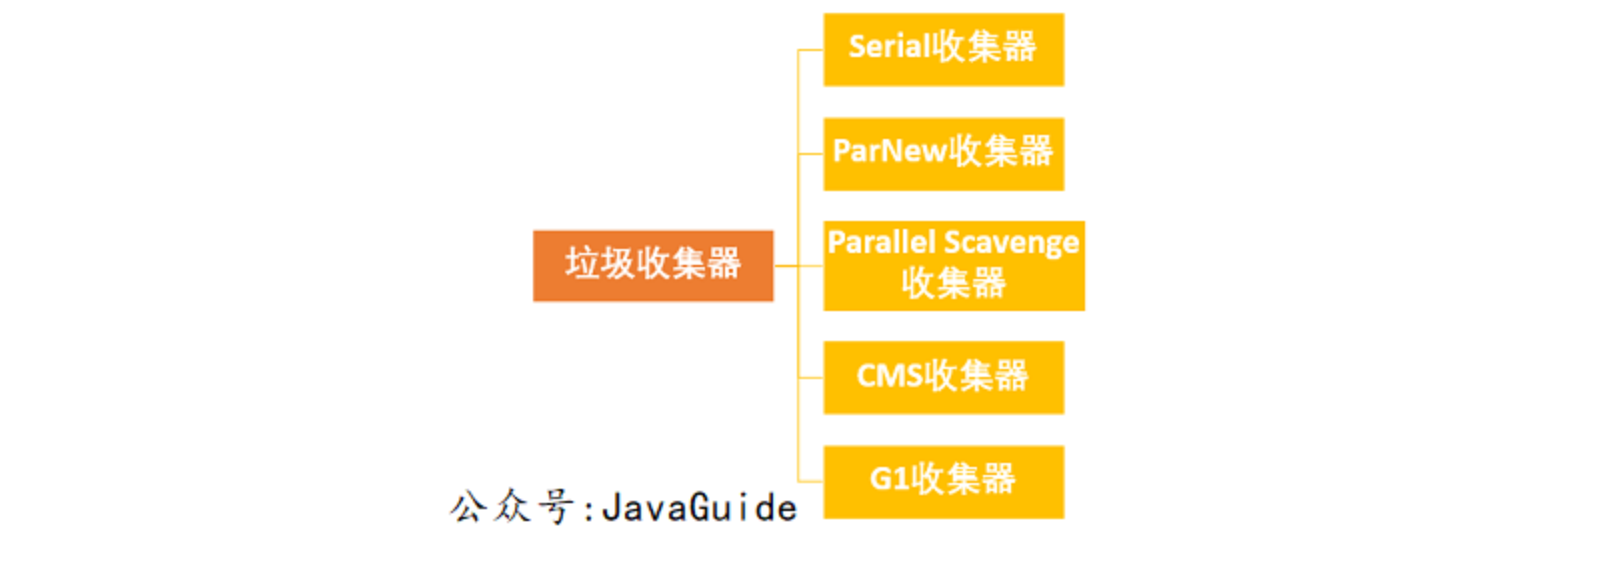 Serial收集器
ParNew收集器
垃圾收集器
Parallel Scavenge
收集器
CMS收集器
G1收集器
公众号:JavaGuide